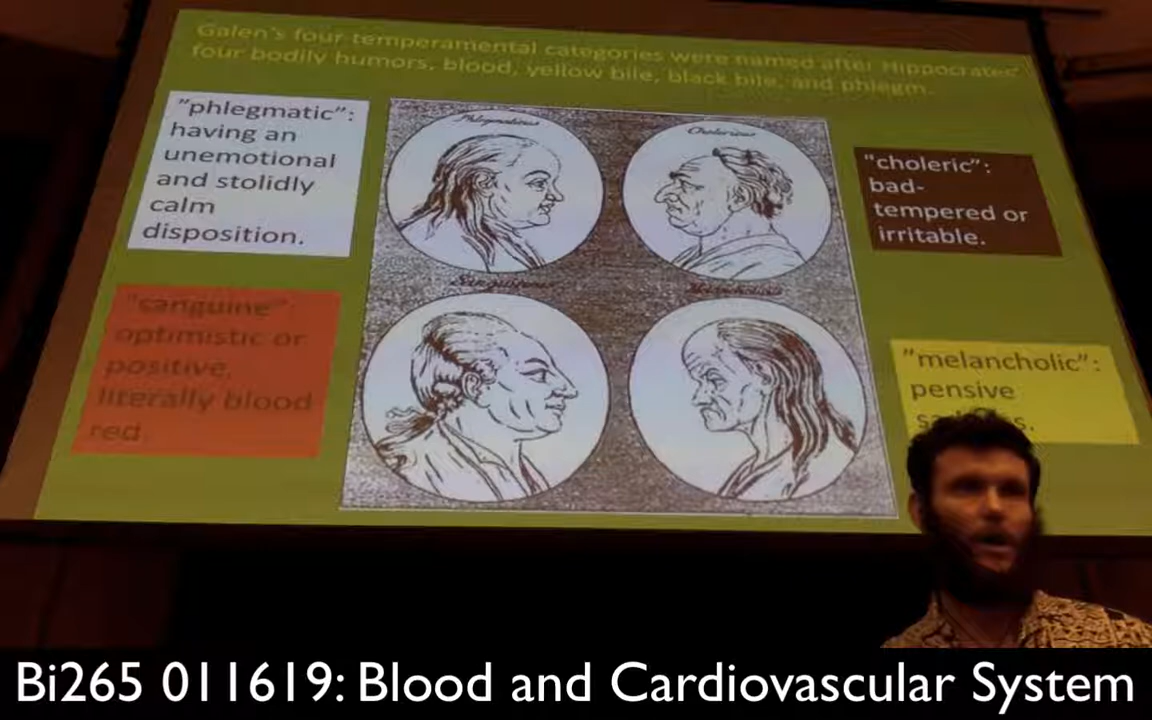 Galen's four temperamental categories were named after Hippocrates'
four bodily humors, blood, yellow bile, black bile, and phlegm.
"phlegmatic":
having an
unemotional
and stolidly
calm
disposition.
Phlegmaticus
Cholericus
"choleric":
bad-
tempered or
irritable.
"sanguine"
optimistic or
positive,
literally blood
red.
"melancholic":
pensive
Bi265 011619: Blood and Cardiovascular System